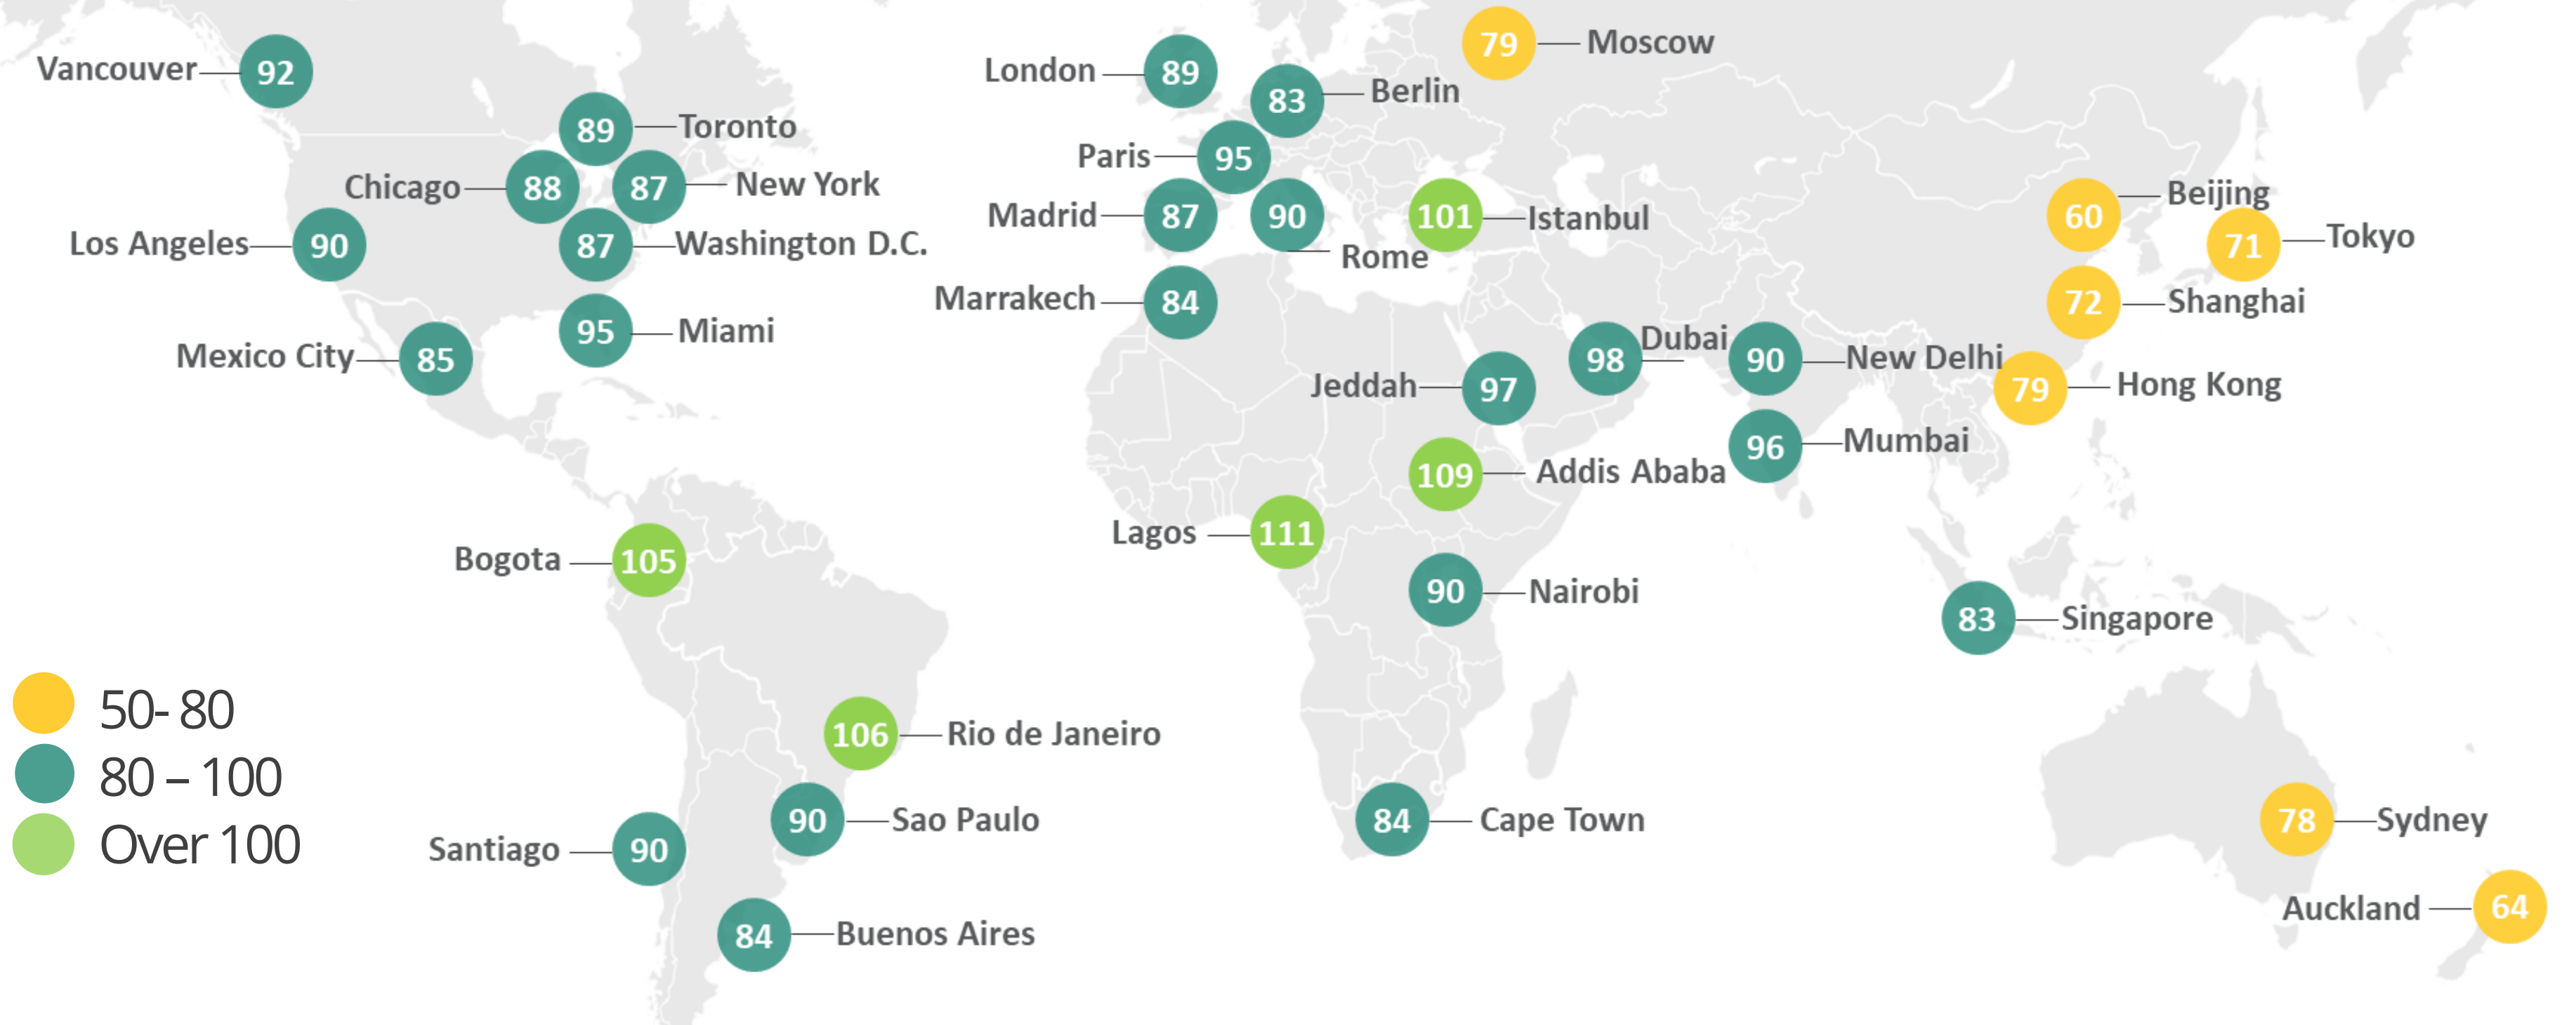 Vancouver 92
89 Toronto
Chicago 88
87 New York
Los Angeles 90
87 Washington D.C.
95 Miami
Mexico City 85
Bogota 105
106 Rio de Janeiro
90 Sao Paulo
Santiago 90
84 Buenos Aires
London 89
83 Berlin
79 Moscow
Paris 95
Madrid 87
90 Rome
101 Istanbul
Marrakech 84
Jeddah 97
98 Dubai
90 New Delhi
96 Mumbai
109 Addis Ababa
Lagos 111
90 Nairobi
84 Cape Town
60 Beijing
71 Tokyo
72 Shanghai
79 Hong Kong
83 Singapore
78 Sydney
Auckland 64
50- 80
80 – 100
Over 100